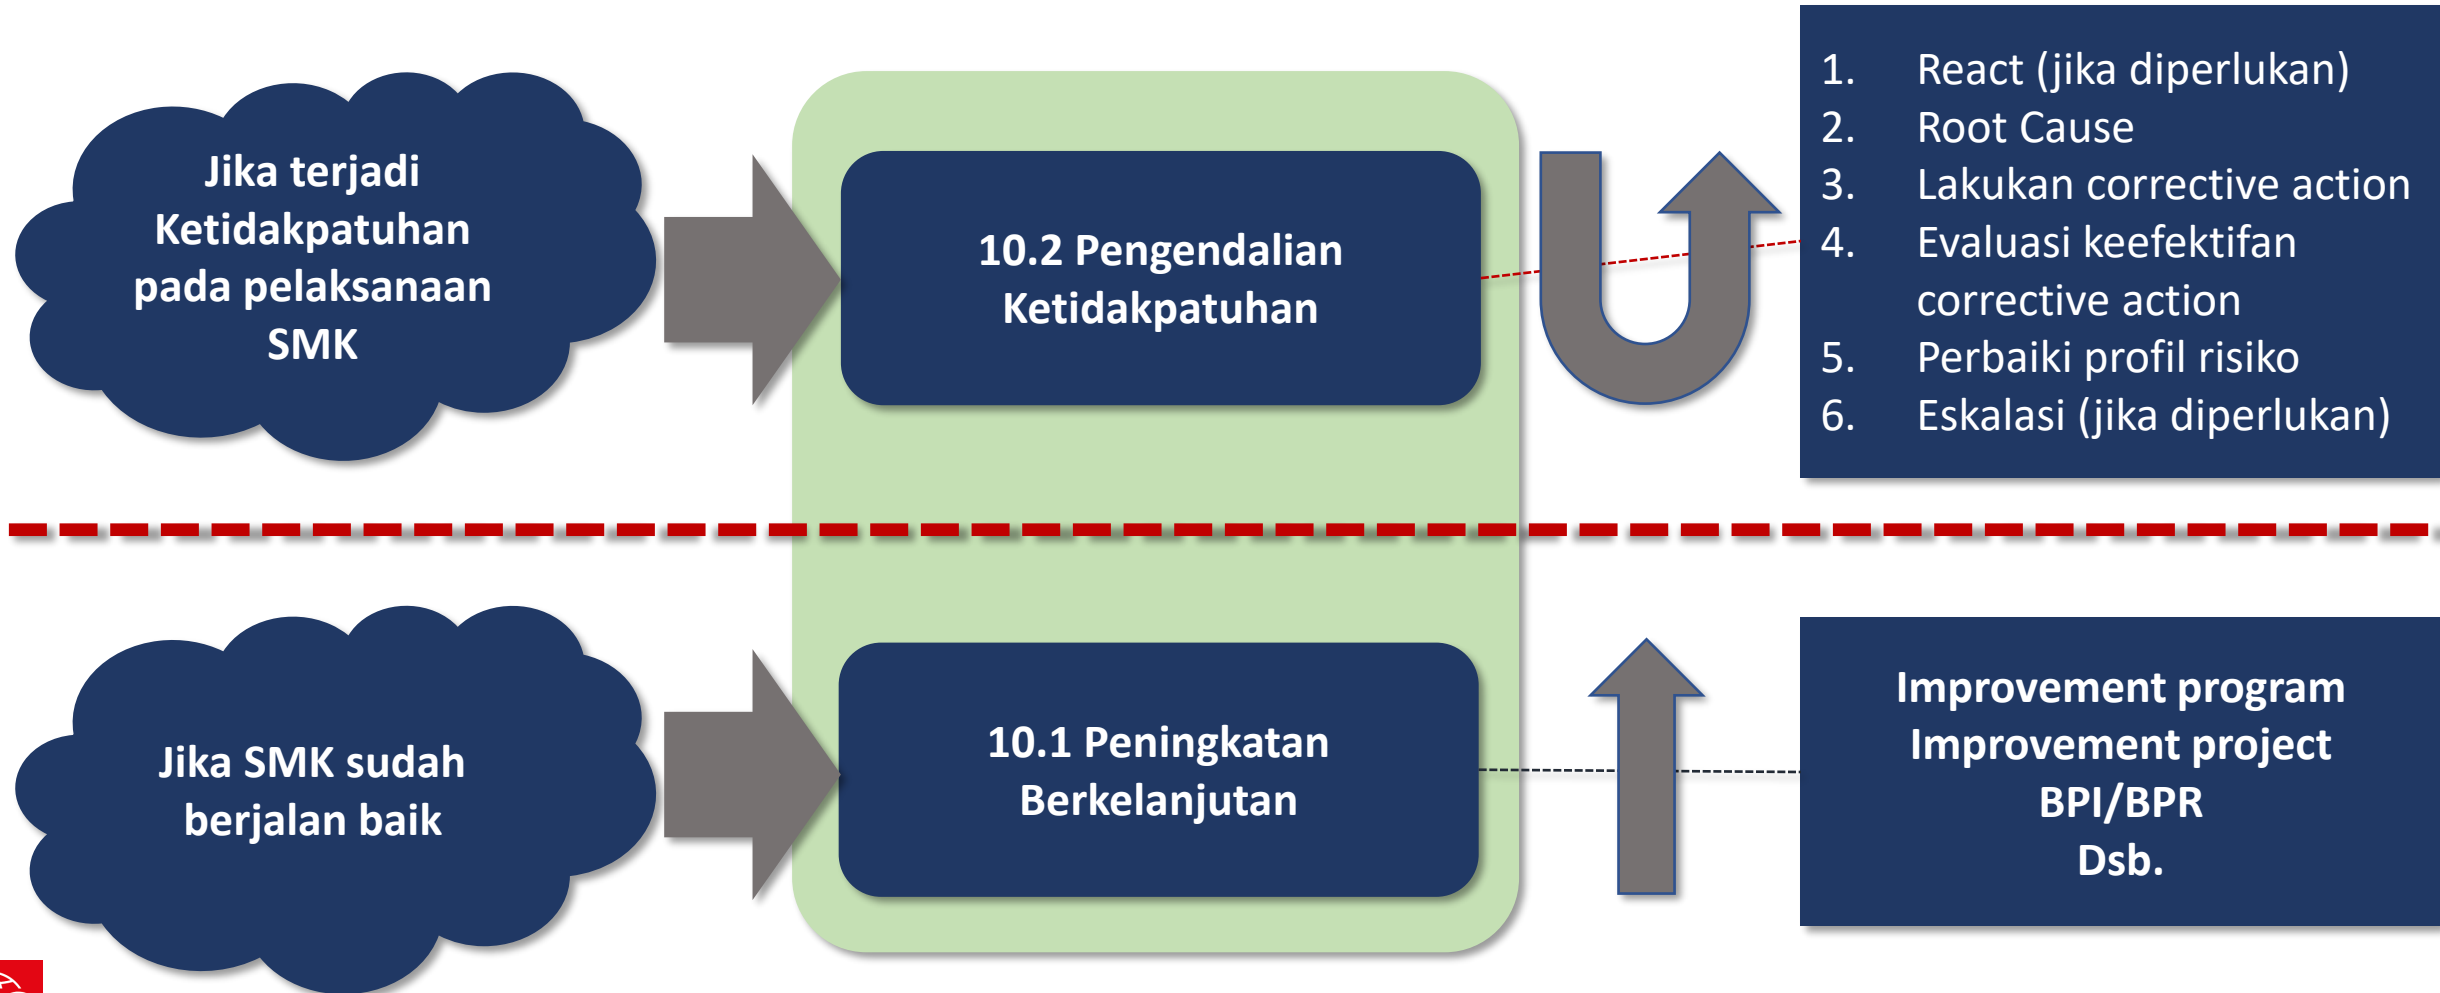 Jika terjadi
Ketidakpatuhan
pada pelaksanaan
SMK
10.2 Pengendalian
Ketidakpatuhan
1. React (jika diperlukan)
2. Root Cause
3. Lakukan corrective action
4. Evaluasi keefektifan
corrective action
5. Perbaiki profil risiko
6. Eskalasi (jika diperlukan)
Jika SMK sudah
berjalan baik
10.1 Peningkatan
Berkelanjutan
Improvement program
Improvement project
BPI/BPR
Dsb.